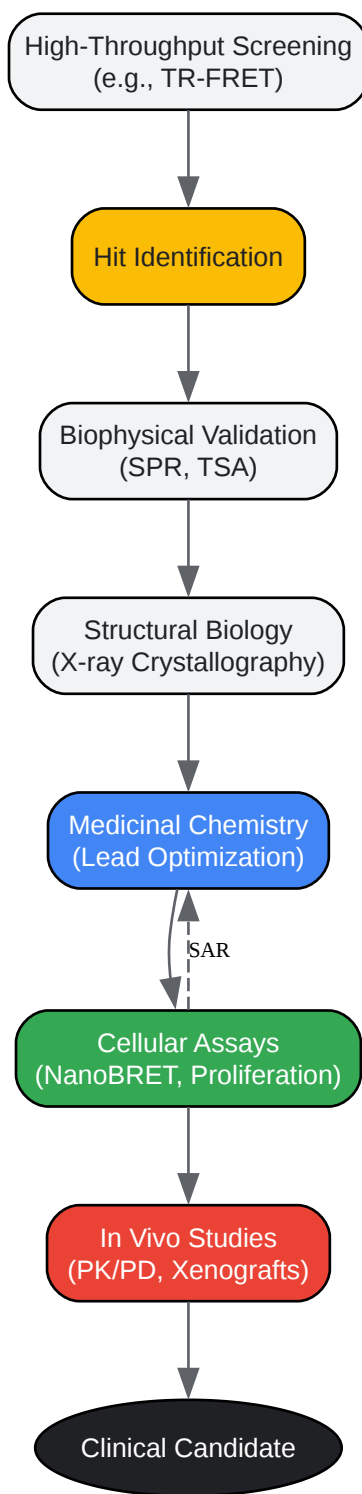 High-Throughput Screening
(e.g., TR-FRET)
Hit Identification
Biophysical Validation
(SPR, TSA)
Structural Biology
(X-ray Crystallography)
Medicinal Chemistry
(Lead Optimization)
SAR
Cellular Assays
(NanoBRET, Proliferation)
In Vivo Studies
(PK/PD, Xenografts)
Clinical Candidate